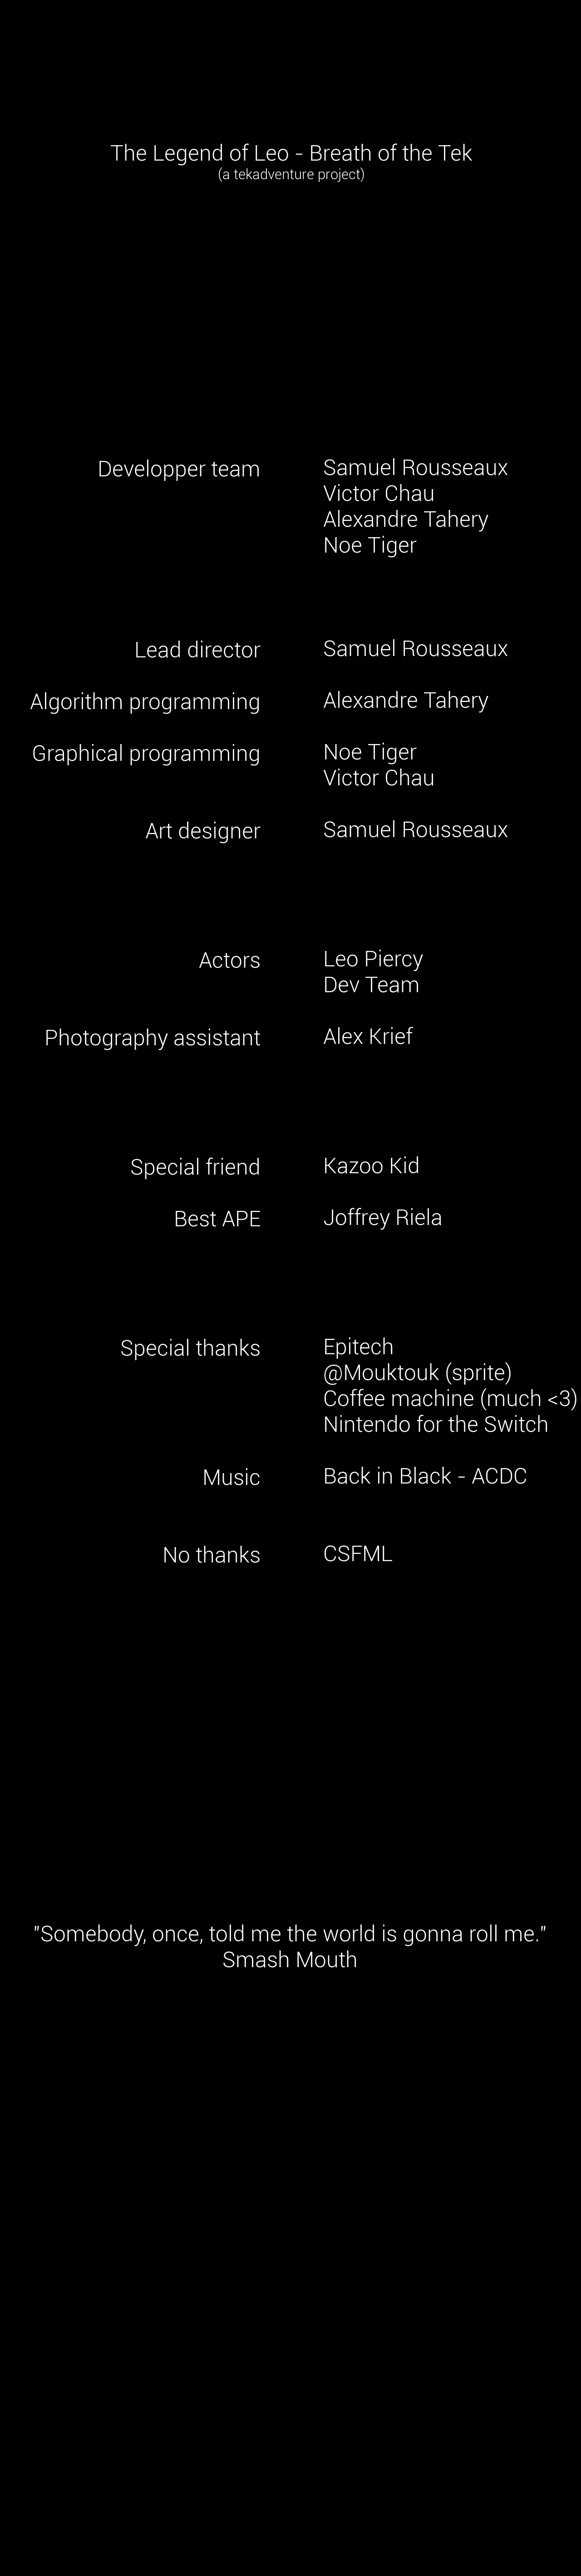 The Legend of Leo - Breath of the Tek
(a tekadventure project)
Developper team Samuel Rousseaux
Victor Chau
Alexandre Tahery
Noe Tiger
Lead director Samuel Rousseaux
Algorithm programming Alexandre Tahery
Graphical programming Noe Tiger
Victor Chau
Art designer Samuel Rousseaux
Actors Leo Piercy
Dev Team
Photography assistant Alex Krief
Special friend Kazoo Kid
Best APE Joffrey Riela
Special thanks Epitech
@Mouktouk (sprite)
Coffee machine (much <3)
Nintendo for the Switch
Music Back in Black - ACDC
No thanks CSFML
"Somebody, once, told me the world is gonna roll me."
Smash Mouth